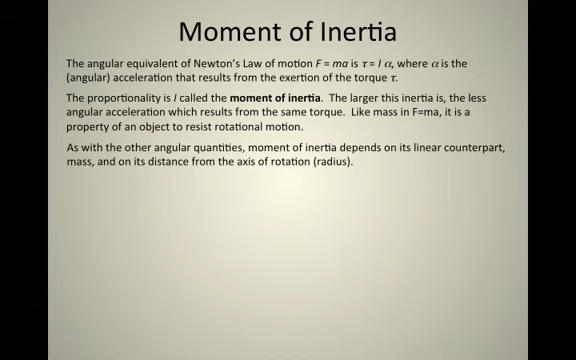 Moment of Inertia
The angular equivalent of Newton's Law of motion F = ma is τ = I α, where α is the
(angular) acceleration that results from the exertion of the torque τ.
The proportionality is I called the moment of inertia. The larger this inertia is, the less
angular acceleration which results from the same torque. Like mass in F=ma, it is a
property of an object to resist rotational motion.
As with the other angular quantities, moment of inertia depends on its linear counterpart,
mass, and on its distance from the axis of rotation (radius).